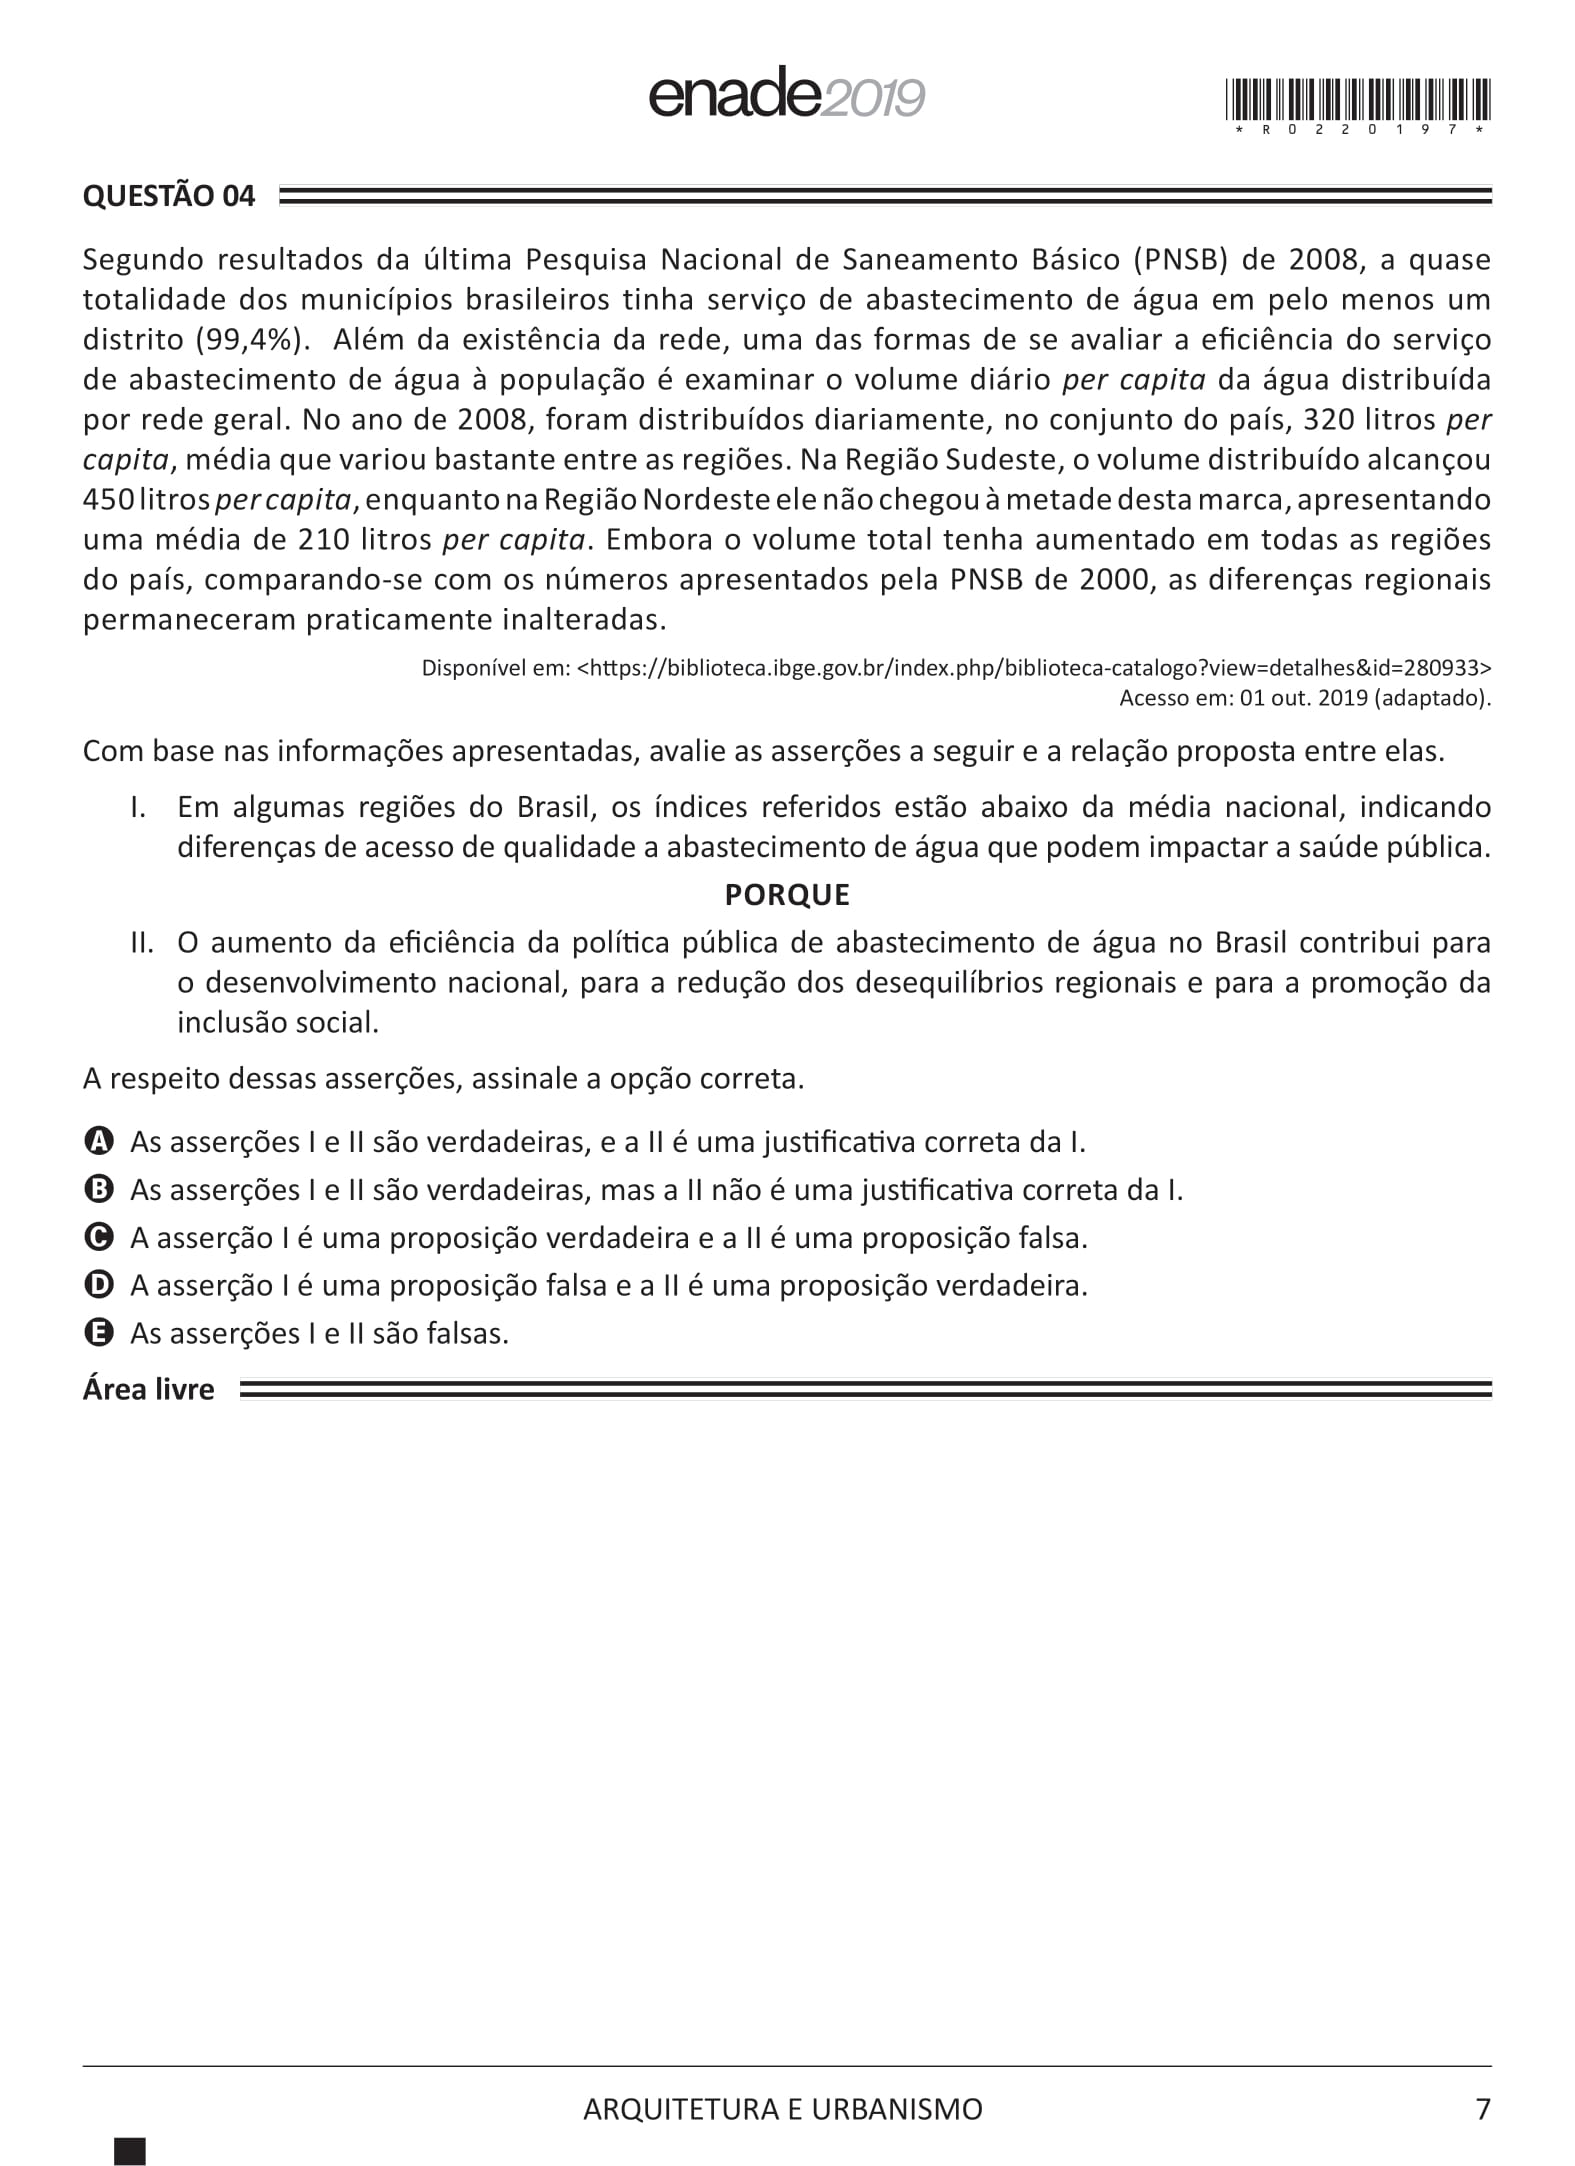 enade2019
*R0220197*
QUESTÃO 04
Segundo resultados da última Pesquisa Nacional de Saneamento Básico (PNSB) de 2008, a quase
totalidade dos municípios brasileiros tinha serviço de abastecimento de água em pelo menos um
distrito (99,4%). Além da existência da rede, uma das formas de se avaliar a eficiência do serviço
de abastecimento de água à população é examinar o volume diário per capita da água distribuída
por rede geral. No ano de 2008, foram distribuídos diariamente, no conjunto do país, 320 litros per
capita, média que variou bastante entre as regiões. Na Região Sudeste, o volume distribuído alcançou
450 litros per capita, enquanto na Região Nordeste ele não chegou à metade desta marca, apresentando
uma média de 210 litros per capita. Embora o volume total tenha aumentado em todas as regiões
do país, comparando-se com os números apresentados pela PNSB de 2000, as diferenças regionais
permaneceram praticamente inalteradas.
Disponível em: <https://biblioteca.ibge.gov.br/index.php/biblioteca-catalogo?view=detalhes&id=280933>
Acesso em: 01 out. 2019 (adaptado).
Com base nas informações apresentadas, avalie as asserções a seguir e a relação proposta entre elas.
I. Em algumas regiões do Brasil, os índices referidos estão abaixo da média nacional, indicando
diferenças de acesso de qualidade a abastecimento de água que podem impactar a saúde pública.
PORQUE
II. O aumento da eficiência da política pública de abastecimento de água no Brasil contribui para
o desenvolvimento nacional, para a redução dos desequilíbrios regionais e para a promoção da
inclusão social.
A respeito dessas asserções, assinale a opção correta.
A As asserções I e II são verdadeiras, e a II é uma justificativa correta da I.
B As asserções I e II são verdadeiras, mas a II não é uma justificativa correta da I.
C A asserção I é uma proposição verdadeira e a II é uma proposição falsa.
D A asserção I é uma proposição falsa e a II é uma proposição verdadeira.
E As asserções I e II são falsas.
Área livre
ARQUITETURA E URBANISMO
7